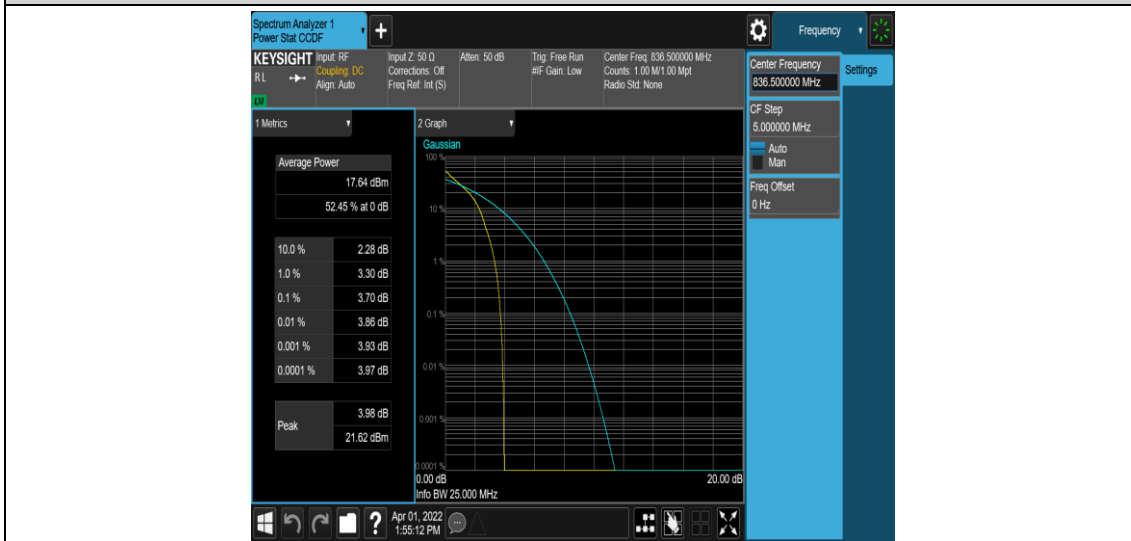 Spectrum Analyzer 1
Power Stat CCDF
+
Frequency
KEYSIGHT
RL
LXI
Input: RF
Coupling: DC
Align: Auto
Input Z: 50 Ω
Corrections: Off
Freq Ref: Int (S)
Atten: 50 dB
Trig: Free Run
#IF Gain: Low
Center Freq: 836.500000 MHz
Counts: 1.00 M/1.00 Mpt
Radio Std: None
Center Frequency
836.500000 MHz
Settings
CF Step
5.000000 MHz
Auto
Man
Freq Offset
0 Hz
1 Metrics
Average Power
17.64 dBm
52.45 % at 0 dB
10.0 % 2.28 dB
1.0 % 3.30 dB
0.1 % 3.70 dB
0.01 % 3.86 dB
0.001 % 3.93 dB
0.0001 % 3.97 dB
Peak
3.98 dB
21.62 dBm
2 Graph
Gaussian
100 %
10 %
1 %
0.1 %
0.01 %
0.001 %
0.0001 %
0.00 dB 20.00 dB
Info BW 25.000 MHz
?
Apr 01, 2022
1:55:12 PM